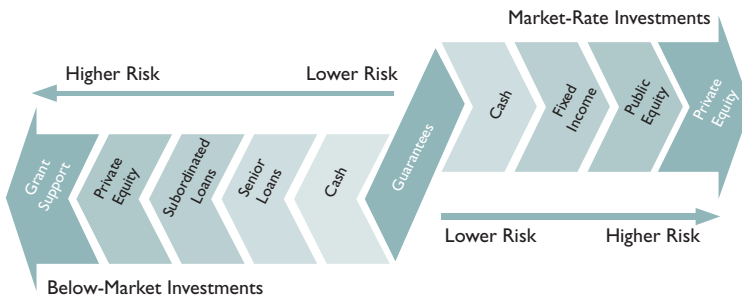 Market-Rate Investments
Higher Risk
Lower Risk
Grant
Support
Private
Equity
Subordinated
Loans
Senior
Loans
Cash
Guarantees
Cash
Fixed
Income
Public
Equity
Private
Equity
Lower Risk
Higher Risk
Below-Market Investments